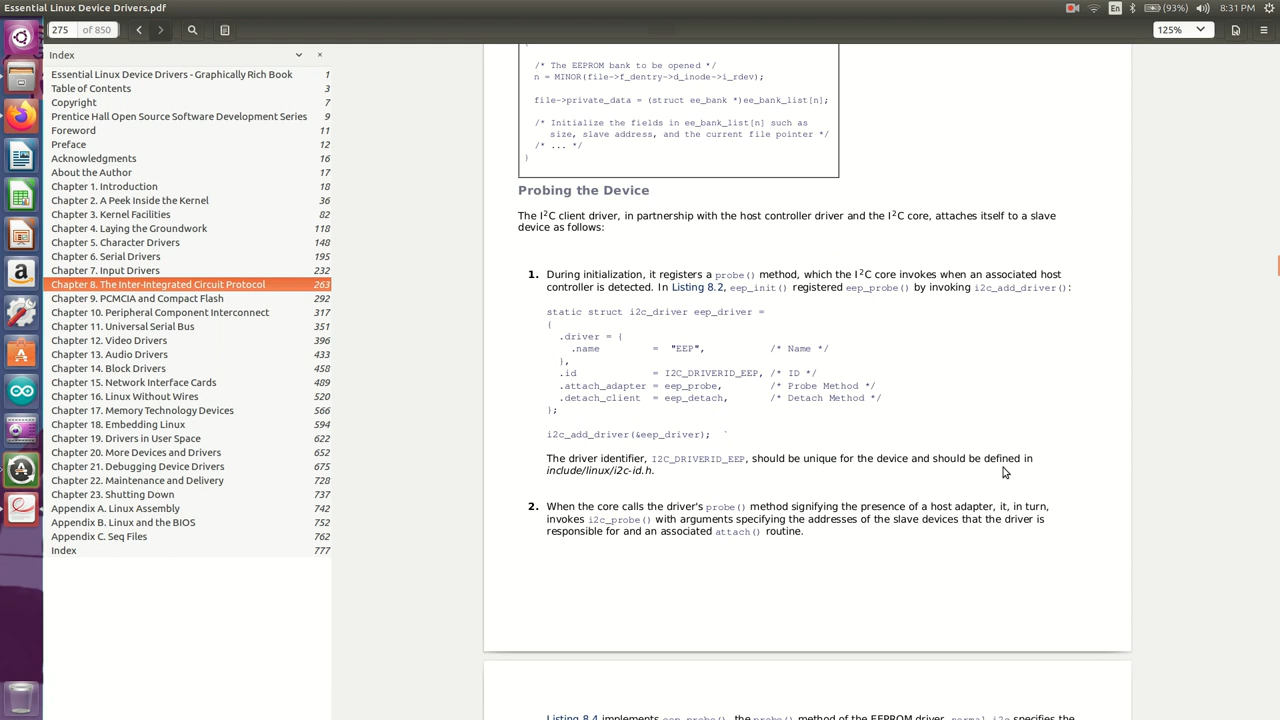 Essential Linux Device Drivers.pdf
En
(93%)
8:31 PM
275
of 850
125%
Index
Essential Linux Device Drivers - Graphically Rich Book 1
Table of Contents 3
Copyright 7
Prentice Hall Open Source Software Development Series 9
Foreword 11
Preface 12
Acknowledgments 16
About the Author 17
Chapter 1. Introduction 18
Chapter 2. A Peek Inside the Kernel 36
Chapter 3. Kernel Facilities 82
Chapter 4. Laying the Groundwork 118
Chapter 5. Character Drivers 148
Chapter 6. Serial Drivers 195
Chapter 7. Input Drivers 232
Chapter 8. The Inter-Integrated Circuit Protocol 263
Chapter 9. PCMCIA and Compact Flash 292
Chapter 10. Peripheral Component Interconnect 317
Chapter 11. Universal Serial Bus 351
Chapter 12. Video Drivers 396
Chapter 13. Audio Drivers 433
Chapter 14. Block Drivers 458
Chapter 15. Network Interface Cards 489
Chapter 16. Linux Without Wires 520
Chapter 17. Memory Technology Devices 566
Chapter 18. Embedding Linux 594
Chapter 19. Drivers in User Space 622
Chapter 20. More Devices and Drivers 652
Chapter 21. Debugging Device Drivers 675
Chapter 22. Maintenance and Delivery 728
Chapter 23. Shutting Down 737
Appendix A. Linux Assembly 742
Appendix B. Linux and the BIOS 752
Appendix C. Seq Files 762
Index 777
/* The EEPROM bank to be opened */
n = MINOR(file->f_dentry->d_inode->i_rdev);
file->private_data = (struct ee_bank *)ee_bank_list[n];
/* Initialize the fields in ee_bank_list[n] such as
size, slave address, and the current file pointer */
/* ... */
}
Probing the Device
The I²C client driver, in partnership with the host controller driver and the I²C core, attaches itself to a slave
device as follows:
1. During initialization, it registers a probe() method, which the I²C core invokes when an associated host
controller is detected. In Listing 8.2, eep_init() registered eep_probe() by invoking i2c_add_driver():
static struct i2c_driver eep_driver =
{
.driver = {
.name = "EEP", /* Name */
},
.id = I2C_DRIVERID_EEP, /* ID */
.attach_adapter = eep_probe, /* Probe Method */
.detach_client = eep_detach, /* Detach Method */
};
i2c_add_driver(&eep_driver); `
The driver identifier, I2C_DRIVERID_EEP, should be unique for the device and should be defined in
include/linux/i2c-id.h.
2. When the core calls the driver's probe() method signifying the presence of a host adapter, it, in turn,
invokes i2c_probe() with arguments specifying the addresses of the slave devices that the driver is
responsible for and an associated attach() routine.
Listing 8.4 implements eep_probe(), the probe() method of the EEPROM driver. normal_i2c specifies the